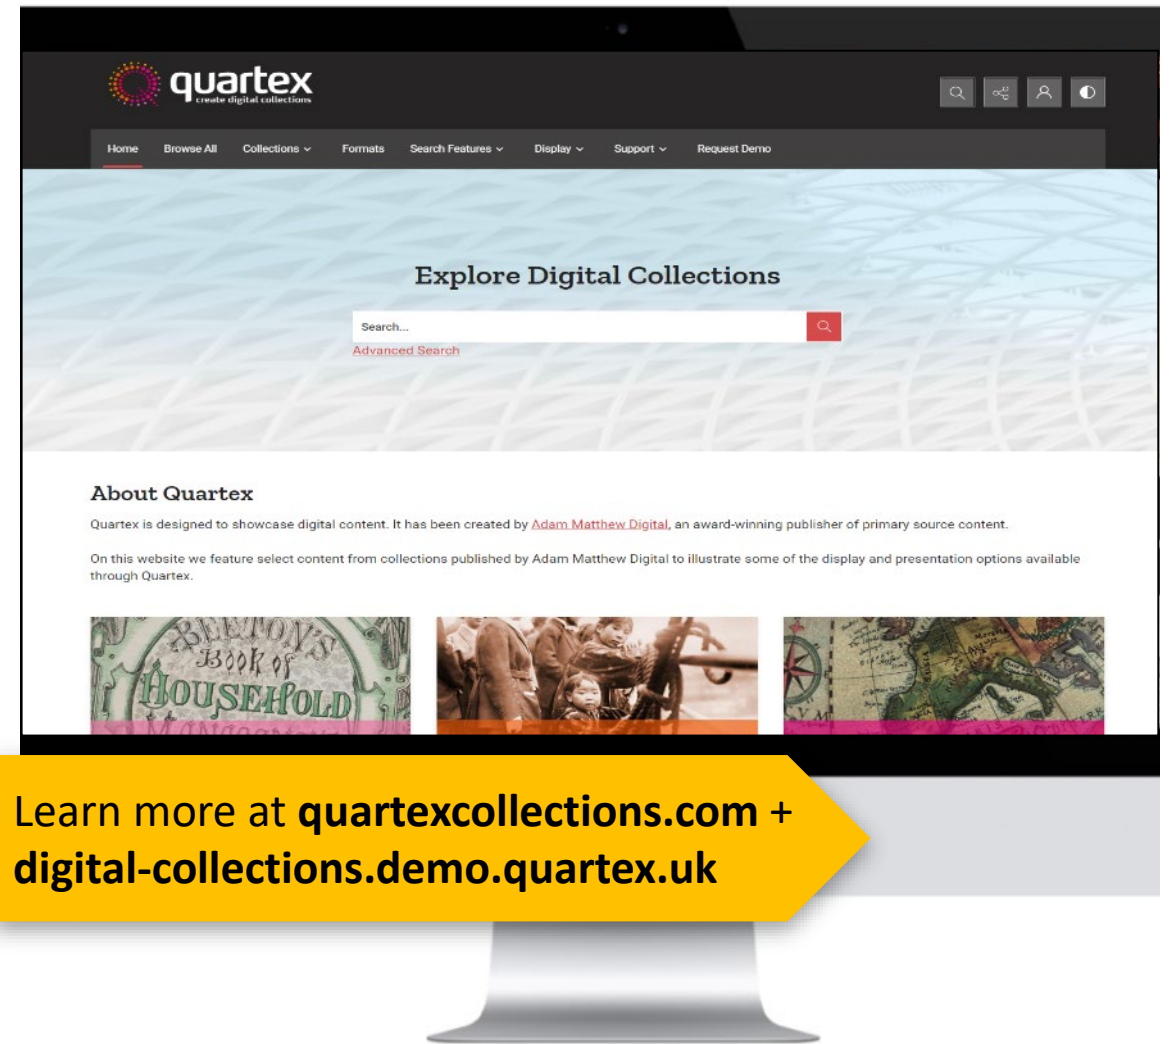 quartex
create digital collections
Home Browse All Collections Formats Search Features Display Support Request Demo
Explore Digital Collections
Search...
Advanced Search
About Quartex
Quartex is designed to showcase digital content. It has been created by Adam Matthew Digital, an award-winning publisher of primary source content.
On this website we feature select content from collections published by Adam Matthew Digital to illustrate some of the display and presentation options available
through Quartex.
BEETON'S
BOOK OF
HOUSEHOLD
MANAGEMENT
Learn more at quartexcollections.com +
digital-collections.demo.quartex.uk